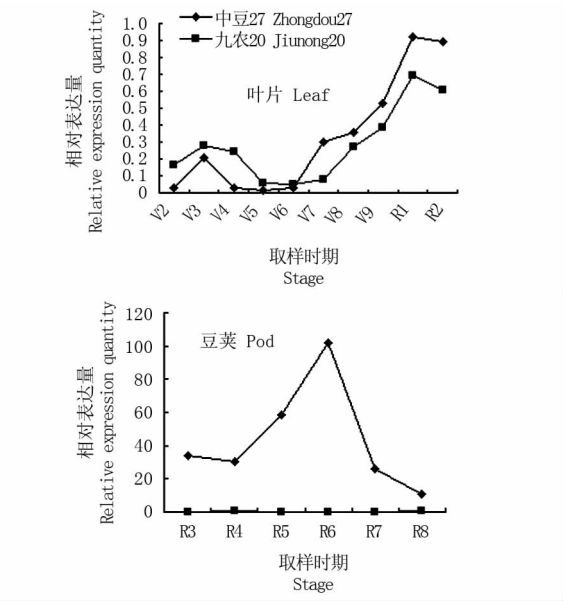 中豆27 Zhongdou27
九农20 Jiunong20
叶片 Leaf
相对表达量
Relative expression quantity
1.0
0.9
0.8
0.7
0.6
0.5
0.4
0.3
0.2
0.1
0
V2 V3 V4 V5 V6 V7 V8 V9 R1 R2
取样时期
Stage
豆荚 Pod
相对表达量
Relative expression quantity
120
100
80
60
40
20
0
R3 R4 R5 R6 R7 R8
取样时期
Stage